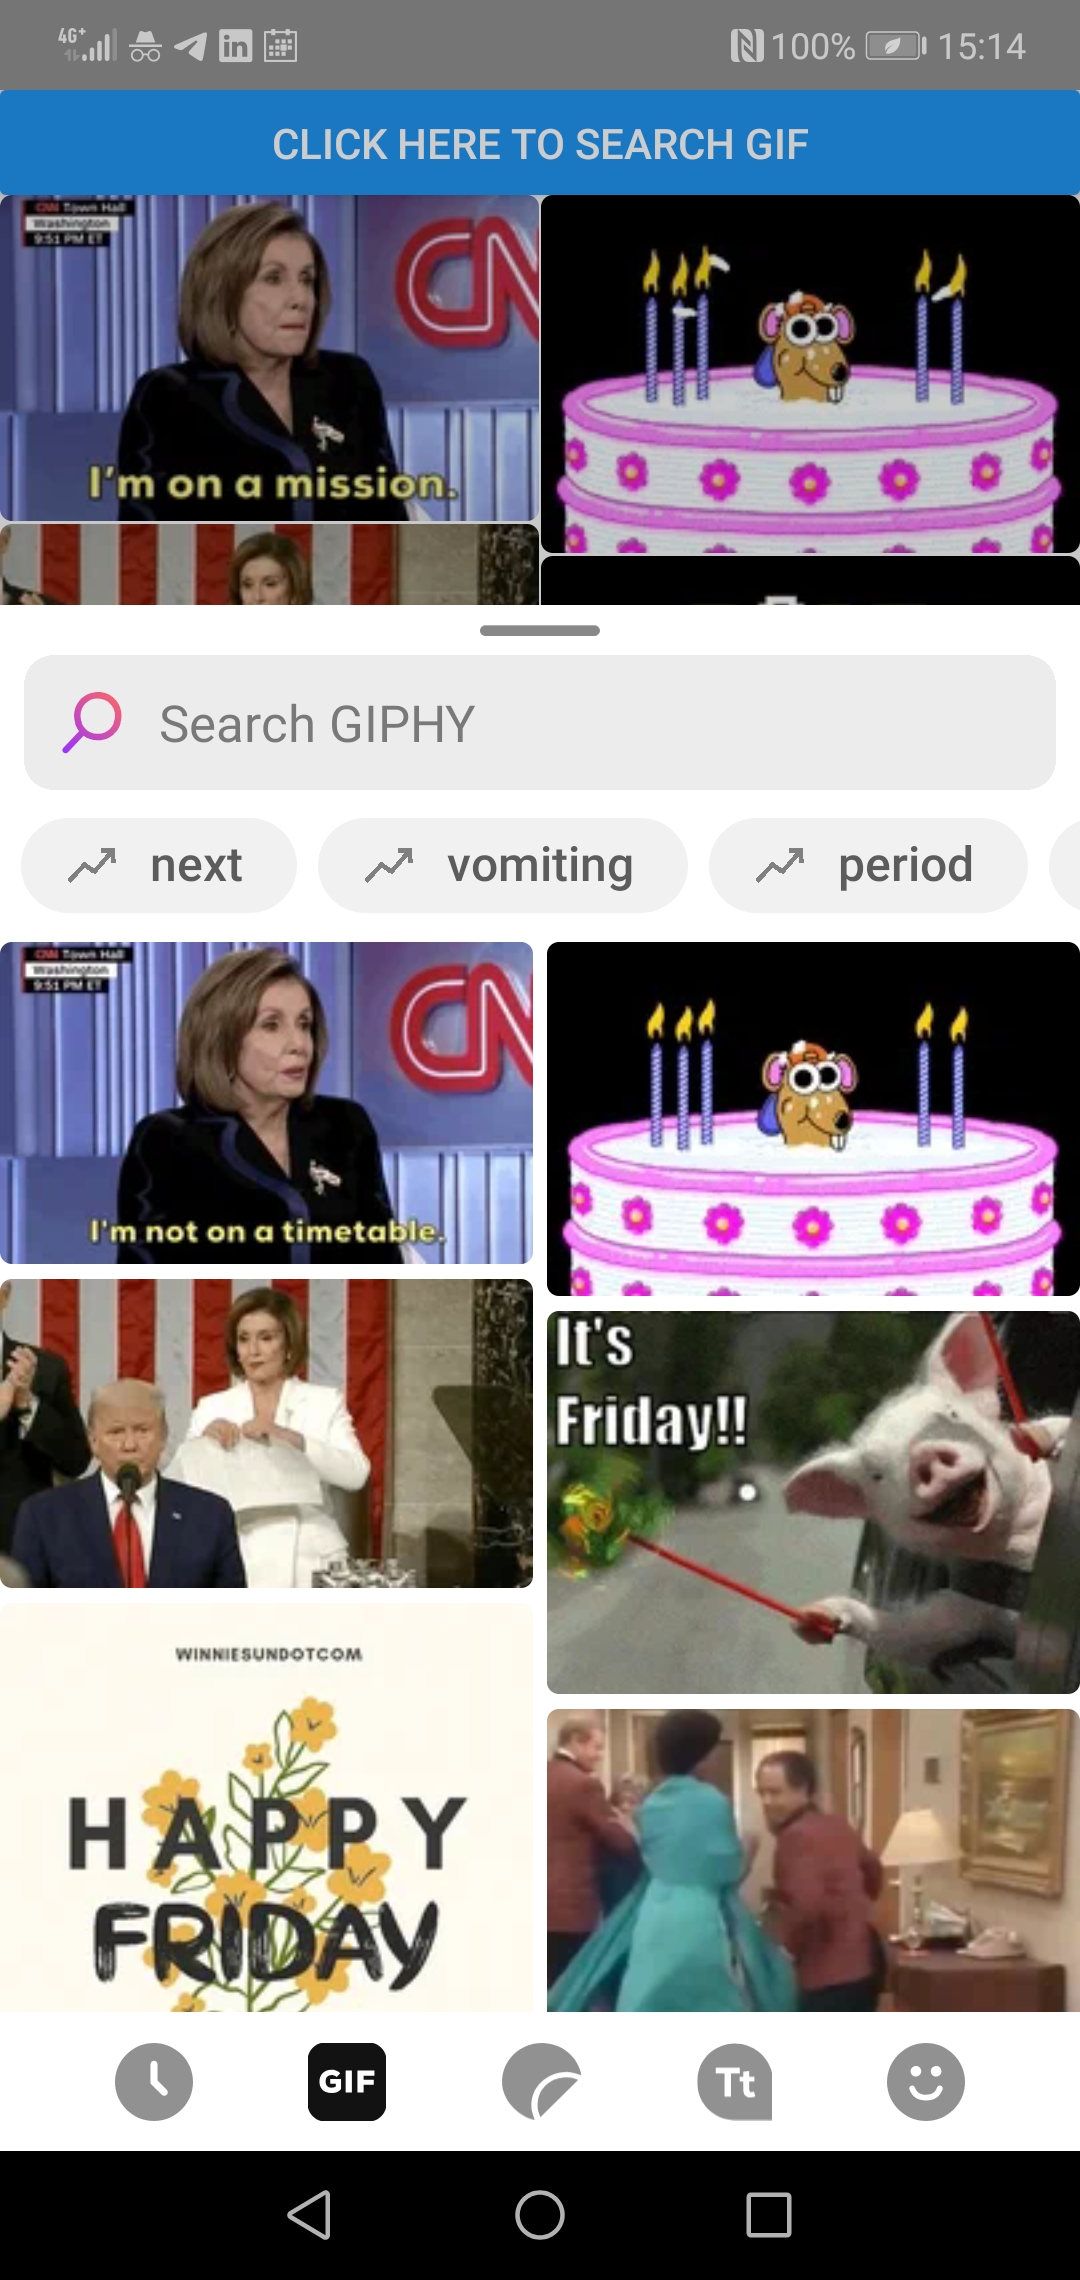 4G+
100% 15:14
CLICK HERE TO SEARCH GIF
CNN Town Hall
Washington
9:51 PM ET
CN
I'm on a mission.
Search GIPHY
next
vomiting
period
CNN Town Hall
Washington
9:51 PM ET
CN
I'm not on a timetable.
It's
Friday!!
WINNIESUNDOTCOM
HAPPY
FRIDAY
GIF
Tt